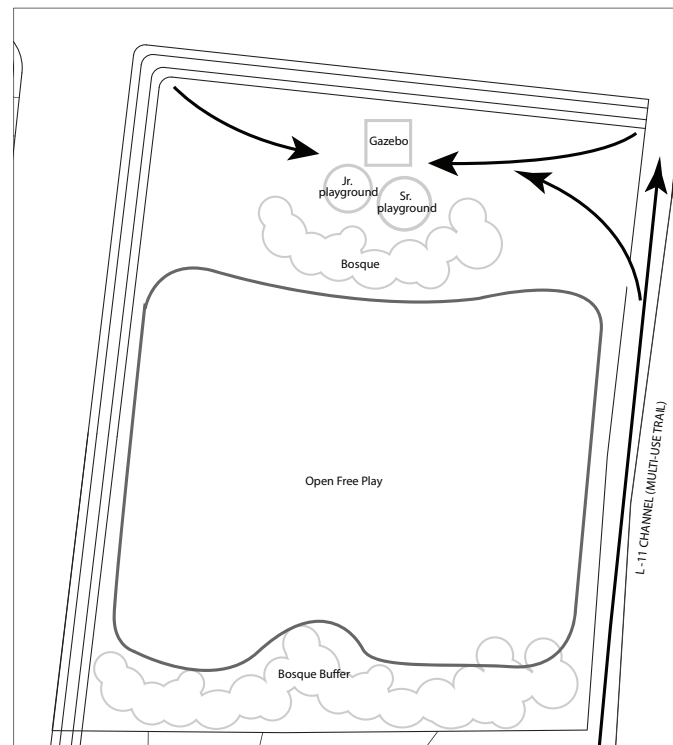 Gazebo
Jr.
playground
Sr.
playground
Bosque
Open Free Play
L-11 CHANNEL (MULTI-USE TRAIL)
Bosque Buffer